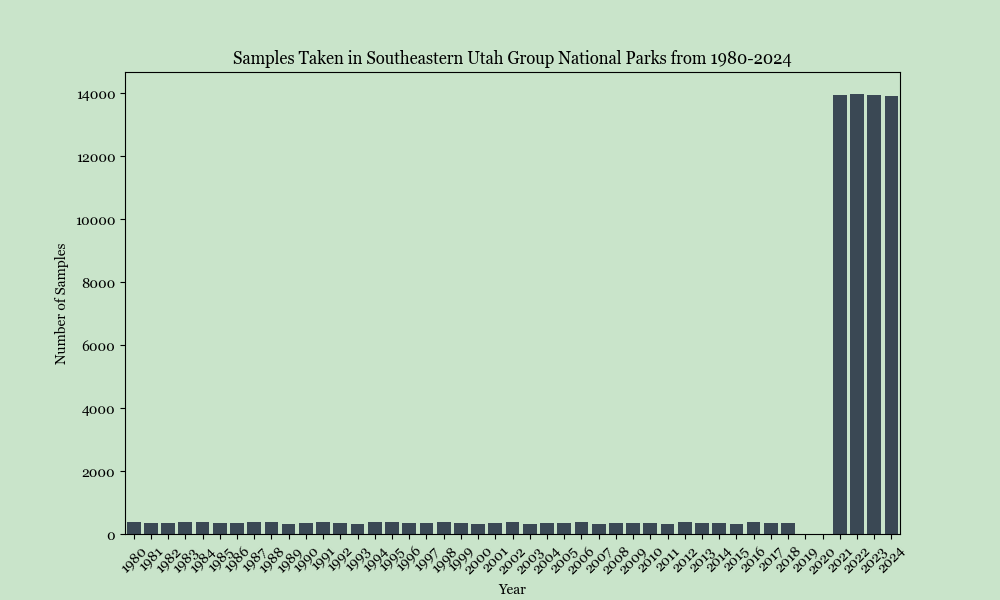 Samples Taken in Southeastern Utah Group National Parks from 1980-2024
14000
12000
10000
8000
6000
4000
2000
0
Number of Samples
1980 1981 1982 1983 1984 1985 1986 1987 1988 1989 1990 1991 1992 1993 1994 1995 1996 1997 1998 1999 2000 2001 2002 2003 2004 2005 2006 2007 2008 2009 2010 2011 2012 2013 2014 2015 2016 2017 2018 2019 2020 2021 2022 2023 2024
Year